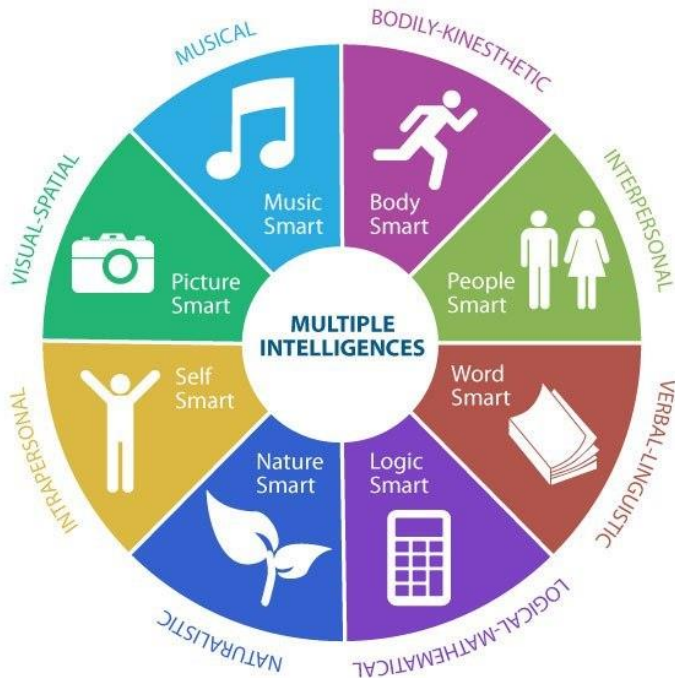 MUSICAL
BODILY-KINESTHETIC
INTERPERSONAL
VERBAL-LINGUISTIC
LOGICAL-MATHEMATICAL
NATURALISTIC
INTRAPERSONAL
VISUAL-SPATIAL
Music
Smart
Body
Smart
People
Smart
Word
Smart
Logic
Smart
Nature
Smart
Self
Smart
Picture
Smart
MULTIPLE
INTELLIGENCES